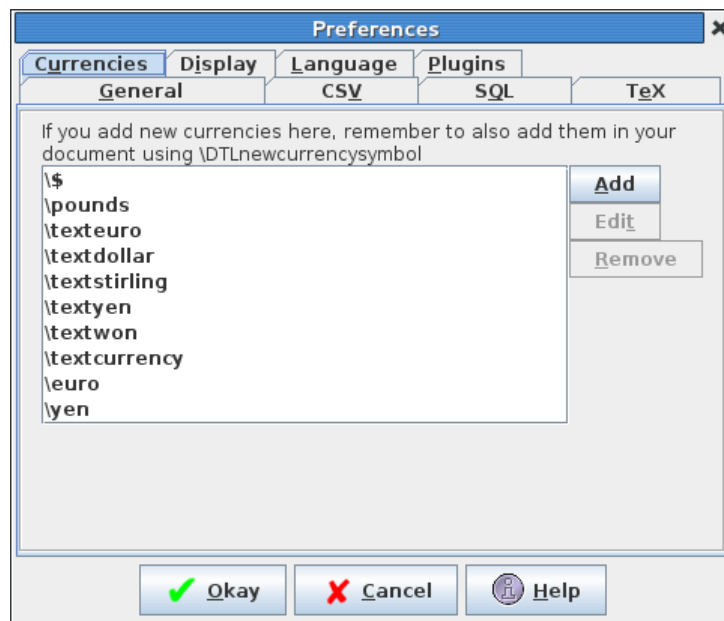 Preferences
Currencies Display Language Plugins
General CSV SQL TeX
If you add new currencies here, remember to also add them in your
document using \DTLnewcurrencysymbol
\$
\pounds
\texteuro
\textdollar
\textstirling
\textyen
\textwon
\textcurrency
\euro
\yen
Add
Edit
Remove
Okay Cancel Help